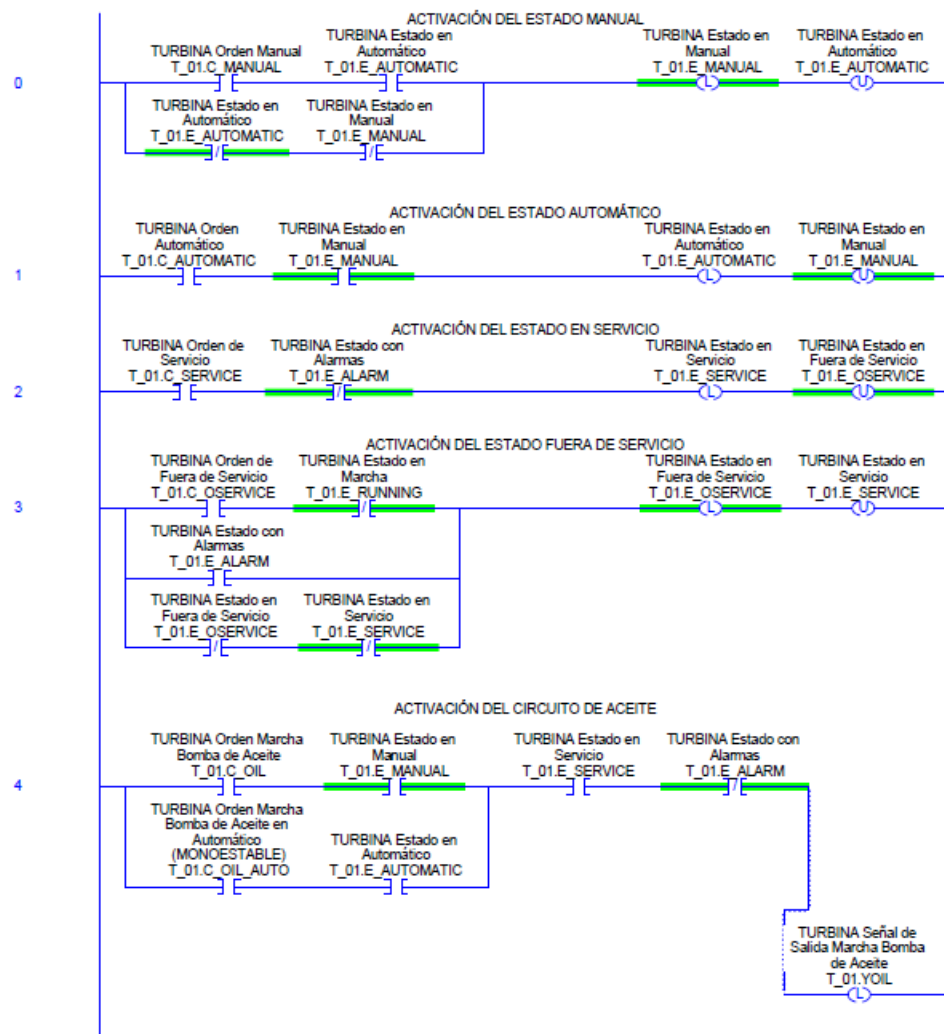 ACTIVACIÓN DEL ESTADO MANUAL
TURBINA Orden Manual
T_01.C_MANUAL
TURBINA Estado en
Automático
T_01.E_AUTOMATIC
TURBINA Estado en
Manual
T_01.E_MANUAL
TURBINA Estado en
Automático
T_01.E_AUTOMATIC
0
L
U
TURBINA Estado en
Automático
T_01.E_AUTOMATIC
TURBINA Estado en
Manual
T_01.E_MANUAL
ACTIVACIÓN DEL ESTADO AUTOMÁTICO
TURBINA Orden
Automático
T_01.C_AUTOMATIC
TURBINA Estado en
Manual
T_01.E_MANUAL
TURBINA Estado en
Automático
T_01.E_AUTOMATIC
TURBINA Estado en
Manual
T_01.E_MANUAL
1
L
U
ACTIVACIÓN DEL ESTADO EN SERVICIO
TURBINA Orden de
Servicio
T_01.C_SERVICE
TURBINA Estado con
Alarmas
T_01.E_ALARM
TURBINA Estado en
Servicio
T_01.E_SERVICE
TURBINA Estado en
Fuera de Servicio
T_01.E_OSERVICE
2
L
U
ACTIVACIÓN DEL ESTADO FUERA DE SERVICIO
TURBINA Orden de
Fuera de Servicio
T_01.C_OSERVICE
TURBINA Estado en
Marcha
T_01.E_RUNNING
TURBINA Estado en
Fuera de Servicio
T_01.E_OSERVICE
TURBINA Estado en
Servicio
T_01.E_SERVICE
3
L
U
TURBINA Estado con
Alarmas
T_01.E_ALARM
TURBINA Estado en
Fuera de Servicio
T_01.E_OSERVICE
TURBINA Estado en
Servicio
T_01.E_SERVICE
ACTIVACIÓN DEL CIRCUITO DE ACEITE
TURBINA Orden Marcha
Bomba de Aceite
T_01.C_OIL
TURBINA Estado en
Manual
T_01.E_MANUAL
TURBINA Estado en
Servicio
T_01.E_SERVICE
TURBINA Estado con
Alarmas
T_01.E_ALARM
4
TURBINA Orden Marcha
Bomba de Aceite en
Automático
(MONOESTABLE)
T_01.C_OIL_AUTO
TURBINA Estado en
Automático
T_01.E_AUTOMATIC
TURBINA Señal de
Salida Marcha Bomba
de Aceite
T_01.YOIL
L